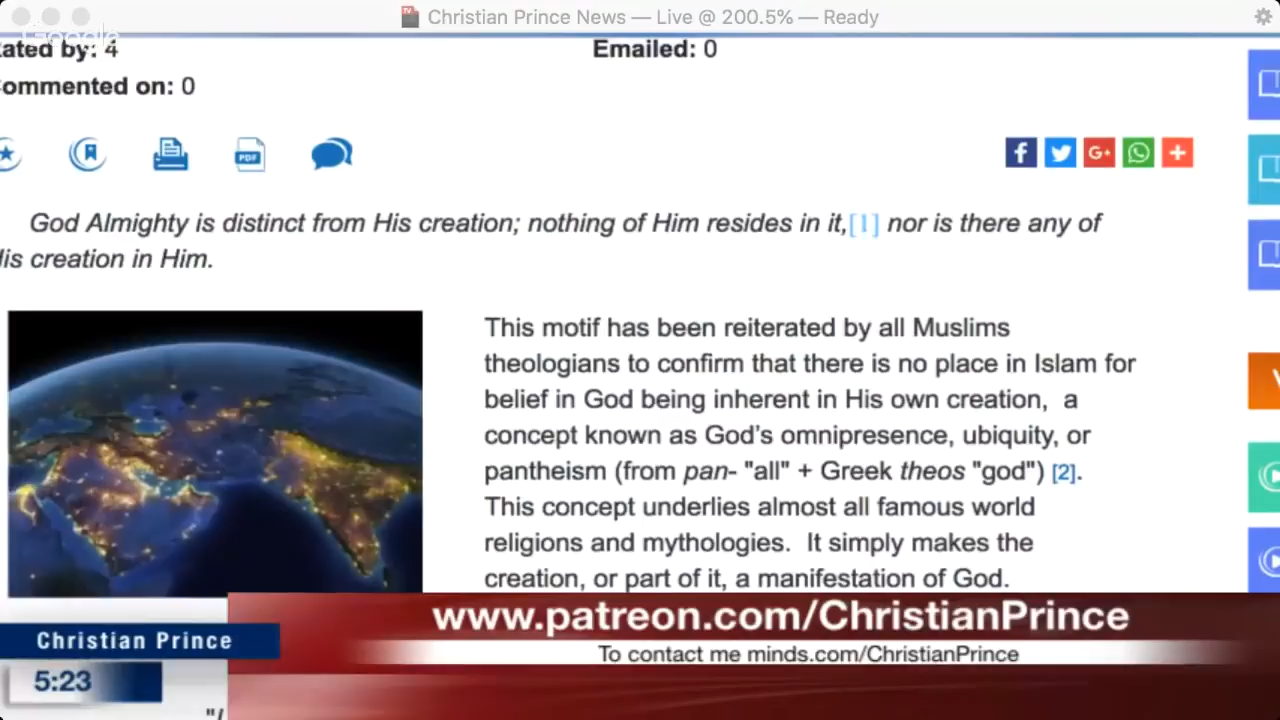 Christian Prince News — Live @ 200.5% — Ready
Google
ated by: 4
Emailed: 0
ommented on: 0
PDF
f G+ +
God Almighty is distinct from His creation; nothing of Him resides in it,[1] nor is there any of
is creation in Him.
This motif has been reiterated by all Muslims
theologians to confirm that there is no place in Islam for
belief in God being inherent in His own creation, a
concept known as God's omnipresence, ubiquity, or
pantheism (from pan- "all" + Greek theos "god") [2].
This concept underlies almost all famous world
religions and mythologies. It simply makes the
creation, or part of it, a manifestation of God.
www.patreon.com/ChristianPrince
Christian Prince
To contact me minds.com/ChristianPrince
5:23